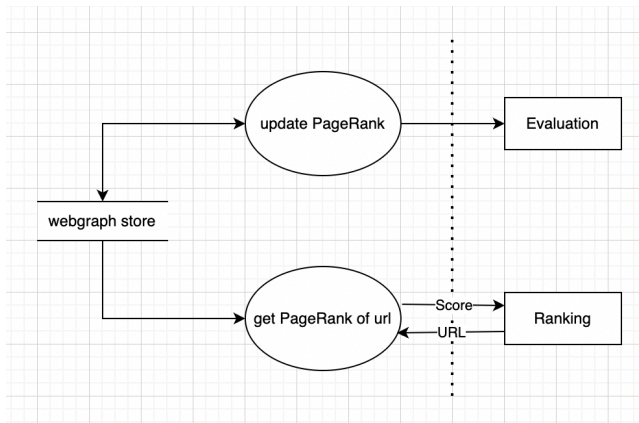 update PageRank
Evaluation
webgraph store
get PageRank of url
Score
URL
Ranking